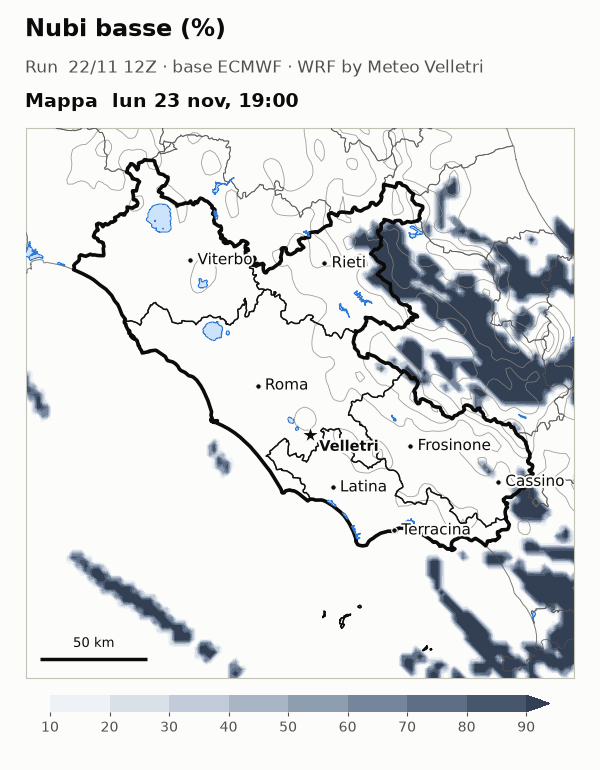 Nubi basse (%)
Run  22/11 12Z · base ECMWF · WRF by Meteo Velletri
Mappa  lun 23 nov, 19:00
Viterbo
Rieti
Roma
Velletri
Frosinone
Latina
Cassino
Terracina
50 km
10 20 30 40 50 60 70 80 90